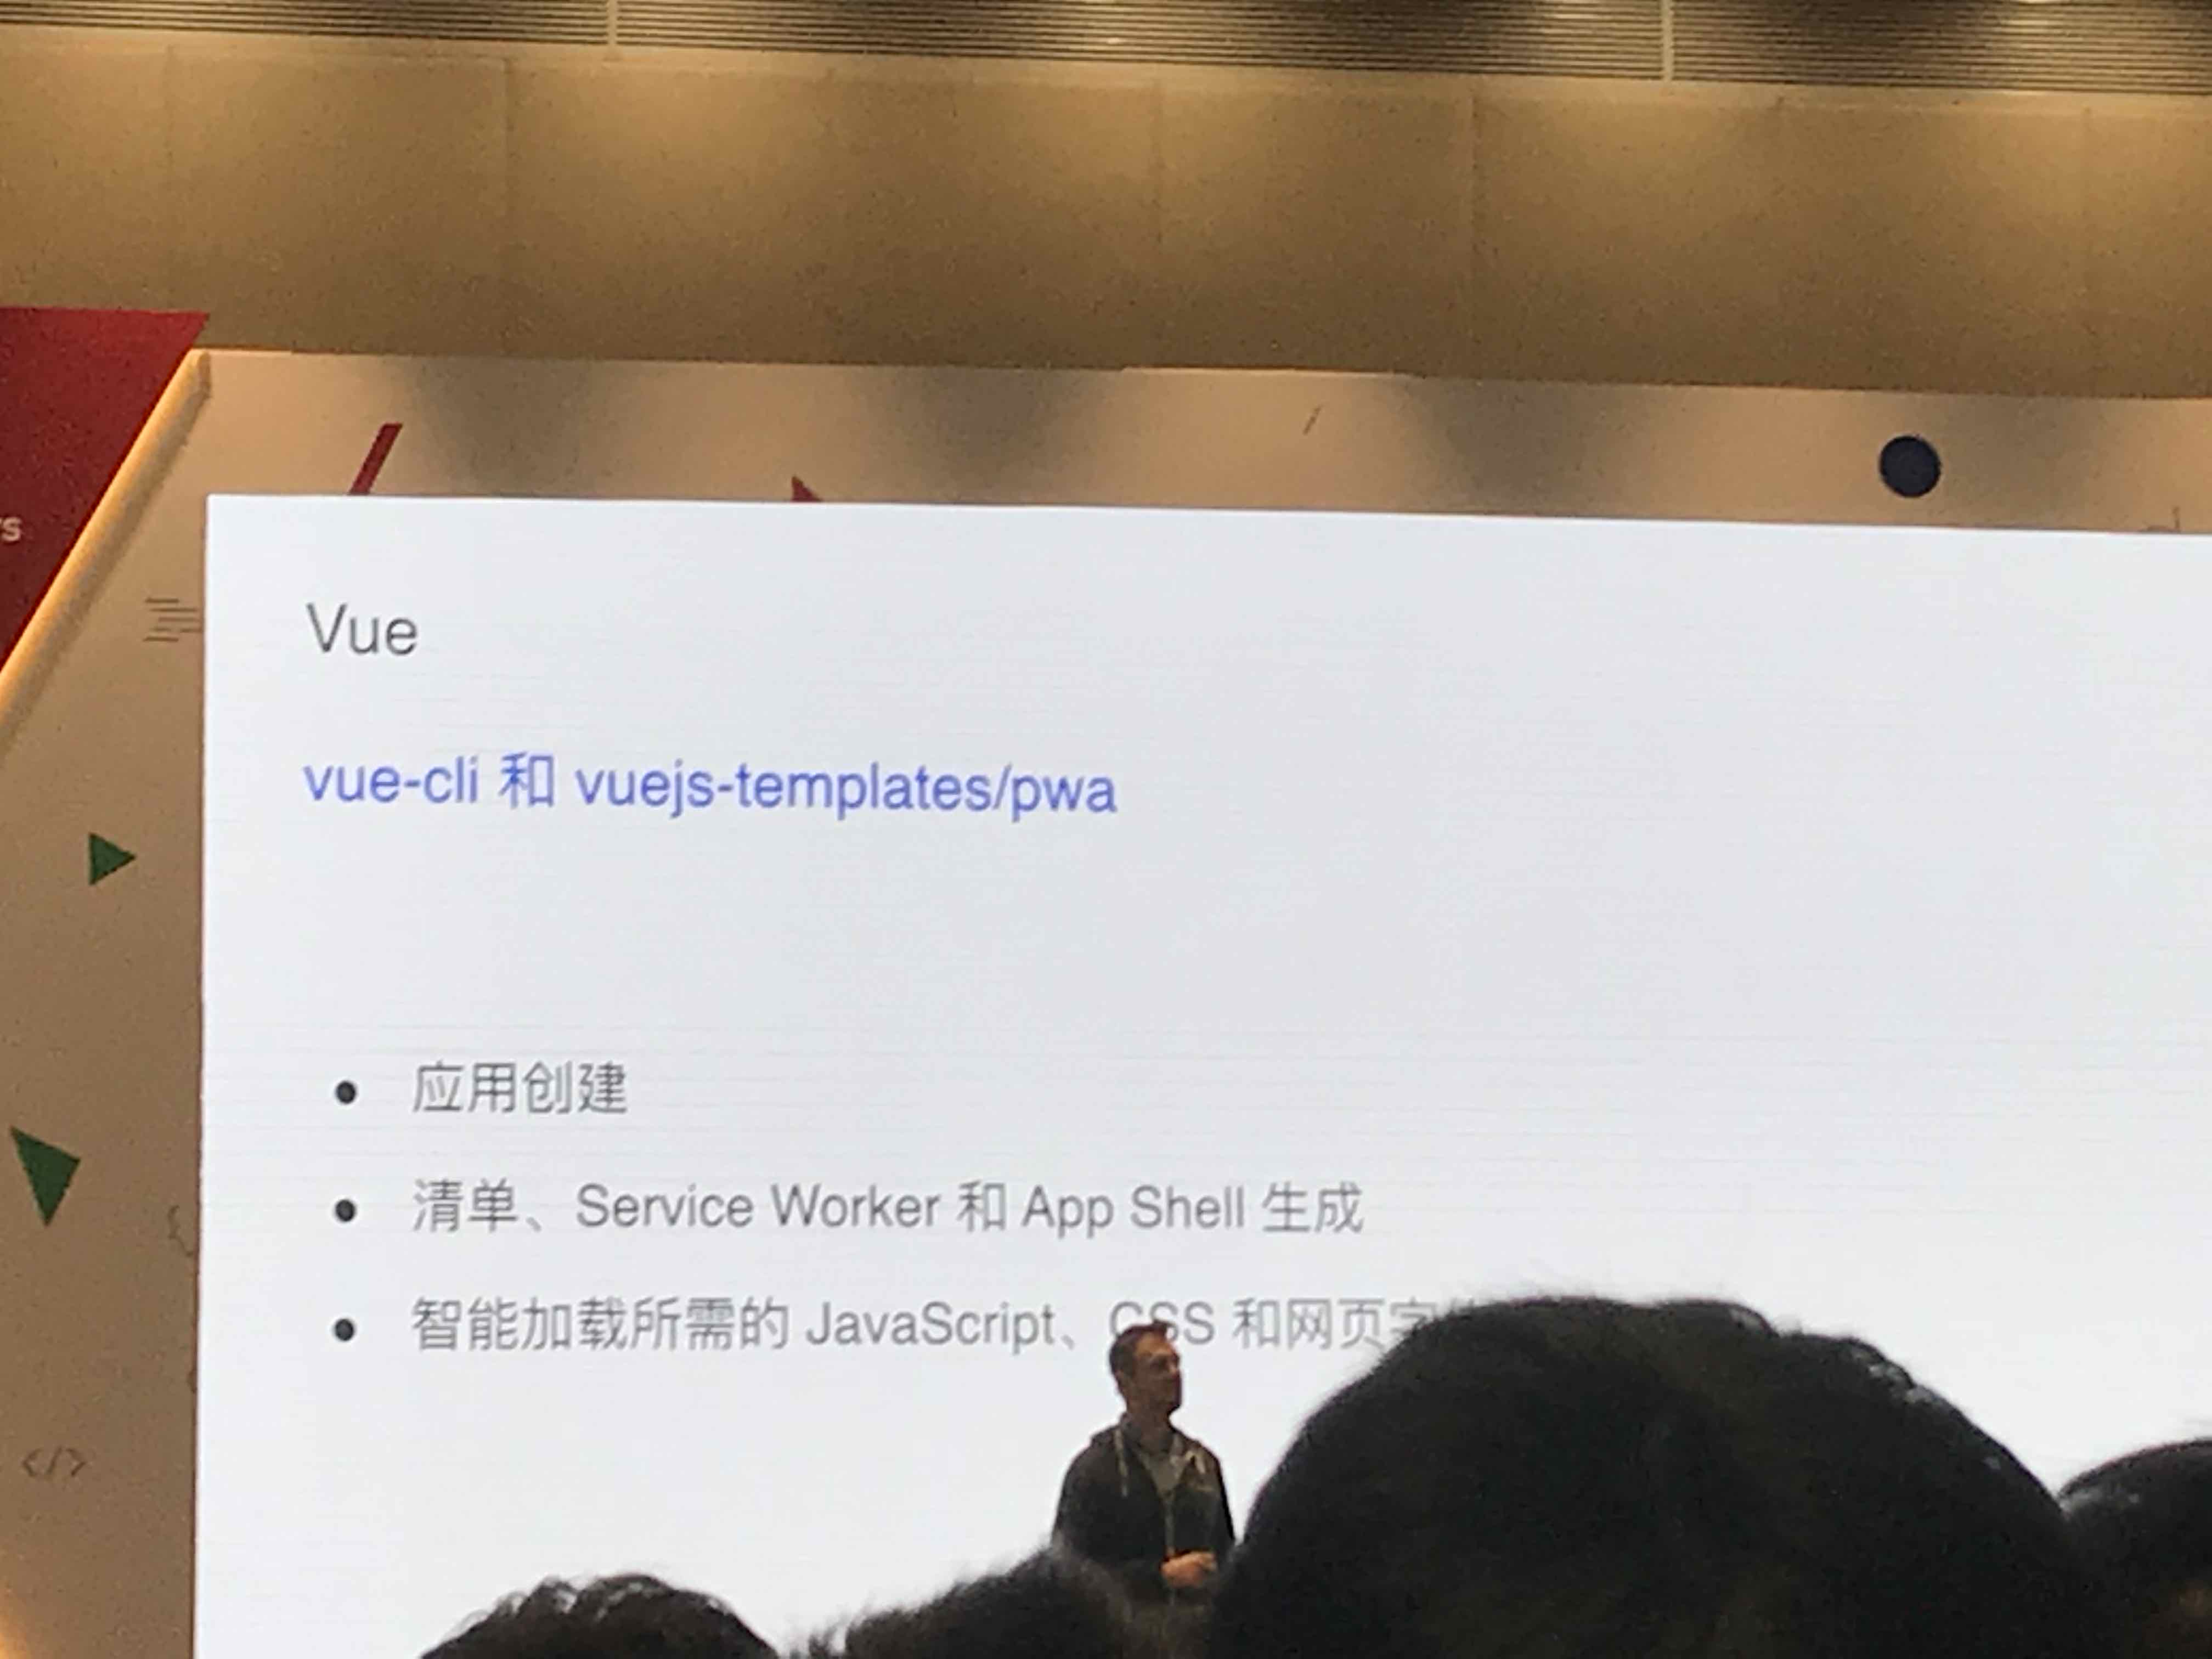 Vue
vue-cli 和 vuejs-templates/pwa
• 应用创建
• 清单、Service Worker 和 App Shell 生成
• 智能加载所需的 JavaScript、CSS 和网页字
</>